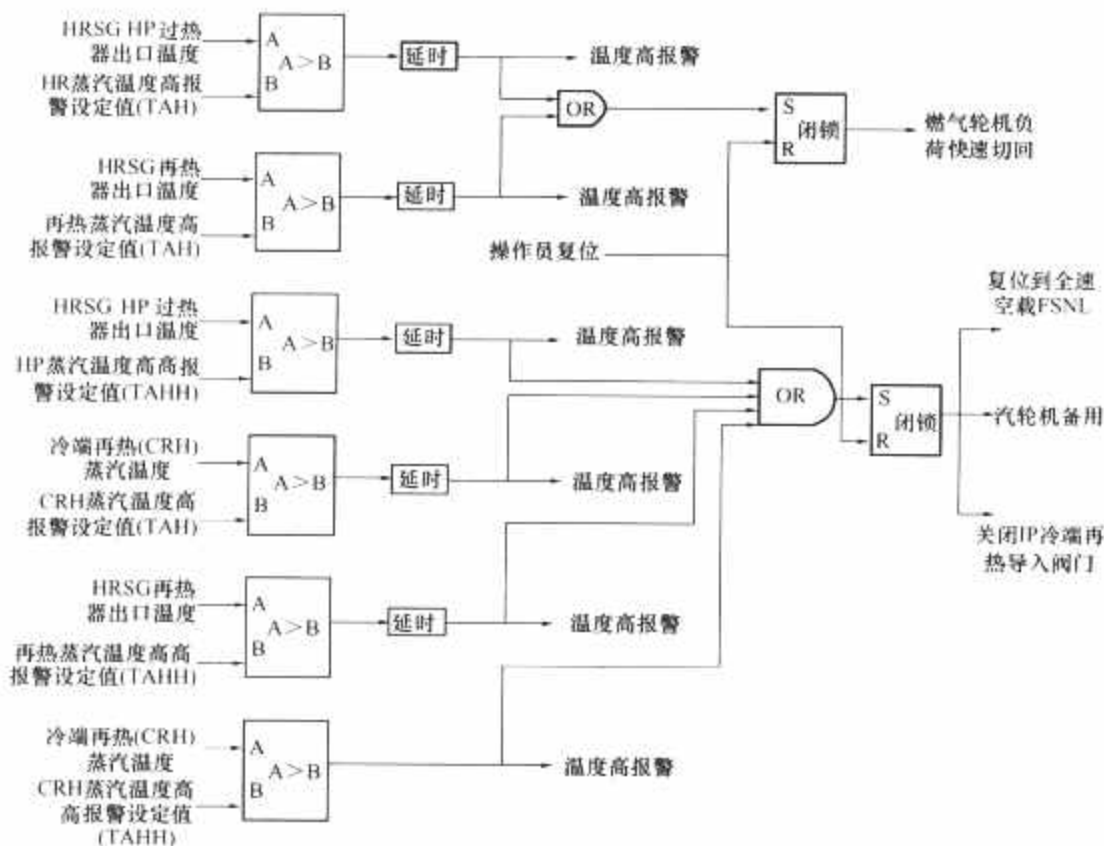 HRSG HP 过热
器出口温度
HR蒸汽温度高报
警设定值(TAH)
A
A>B
B
延时
温度高报警
OR
S
闭锁
R
燃气轮机负
荷快速切回
HRSG再热
器出口温度
再热蒸汽温度高
报警设定值(TAH)
A
A>B
B
延时
温度高报警
操作员复位
HRSG HP 过热
器出口温度
HP蒸汽温度高高报
警设定值(TAHH)
A
A>B
B
延时
温度高报警
OR
S
闭锁
R
复位到全速
空载FSNL
汽轮机备用
关闭IP冷端再
热导入阀门
冷端再热(CRH)
蒸汽温度
CRH蒸汽温度高
报警设定值(TAH)
A
A>B
B
延时
温度高报警
HRSG再热
器出口温度
再热蒸汽温度高高
报警设定值(TAHH)
A
A>B
B
延时
温度高报警
冷端再热(CRH)
蒸汽温度
CRH蒸汽温度高
高报警设定值
(TAHH)
A
A>B
B
温度高报警